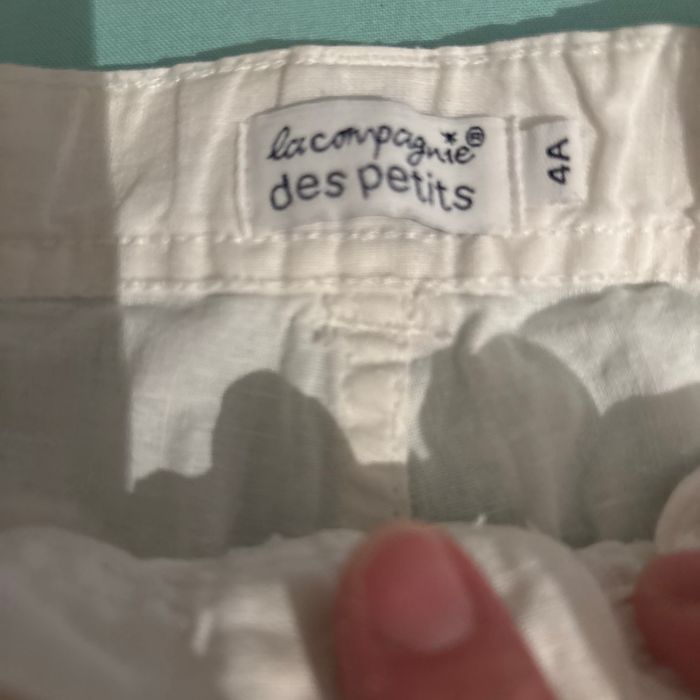 lacompagnie®
des petits
4A